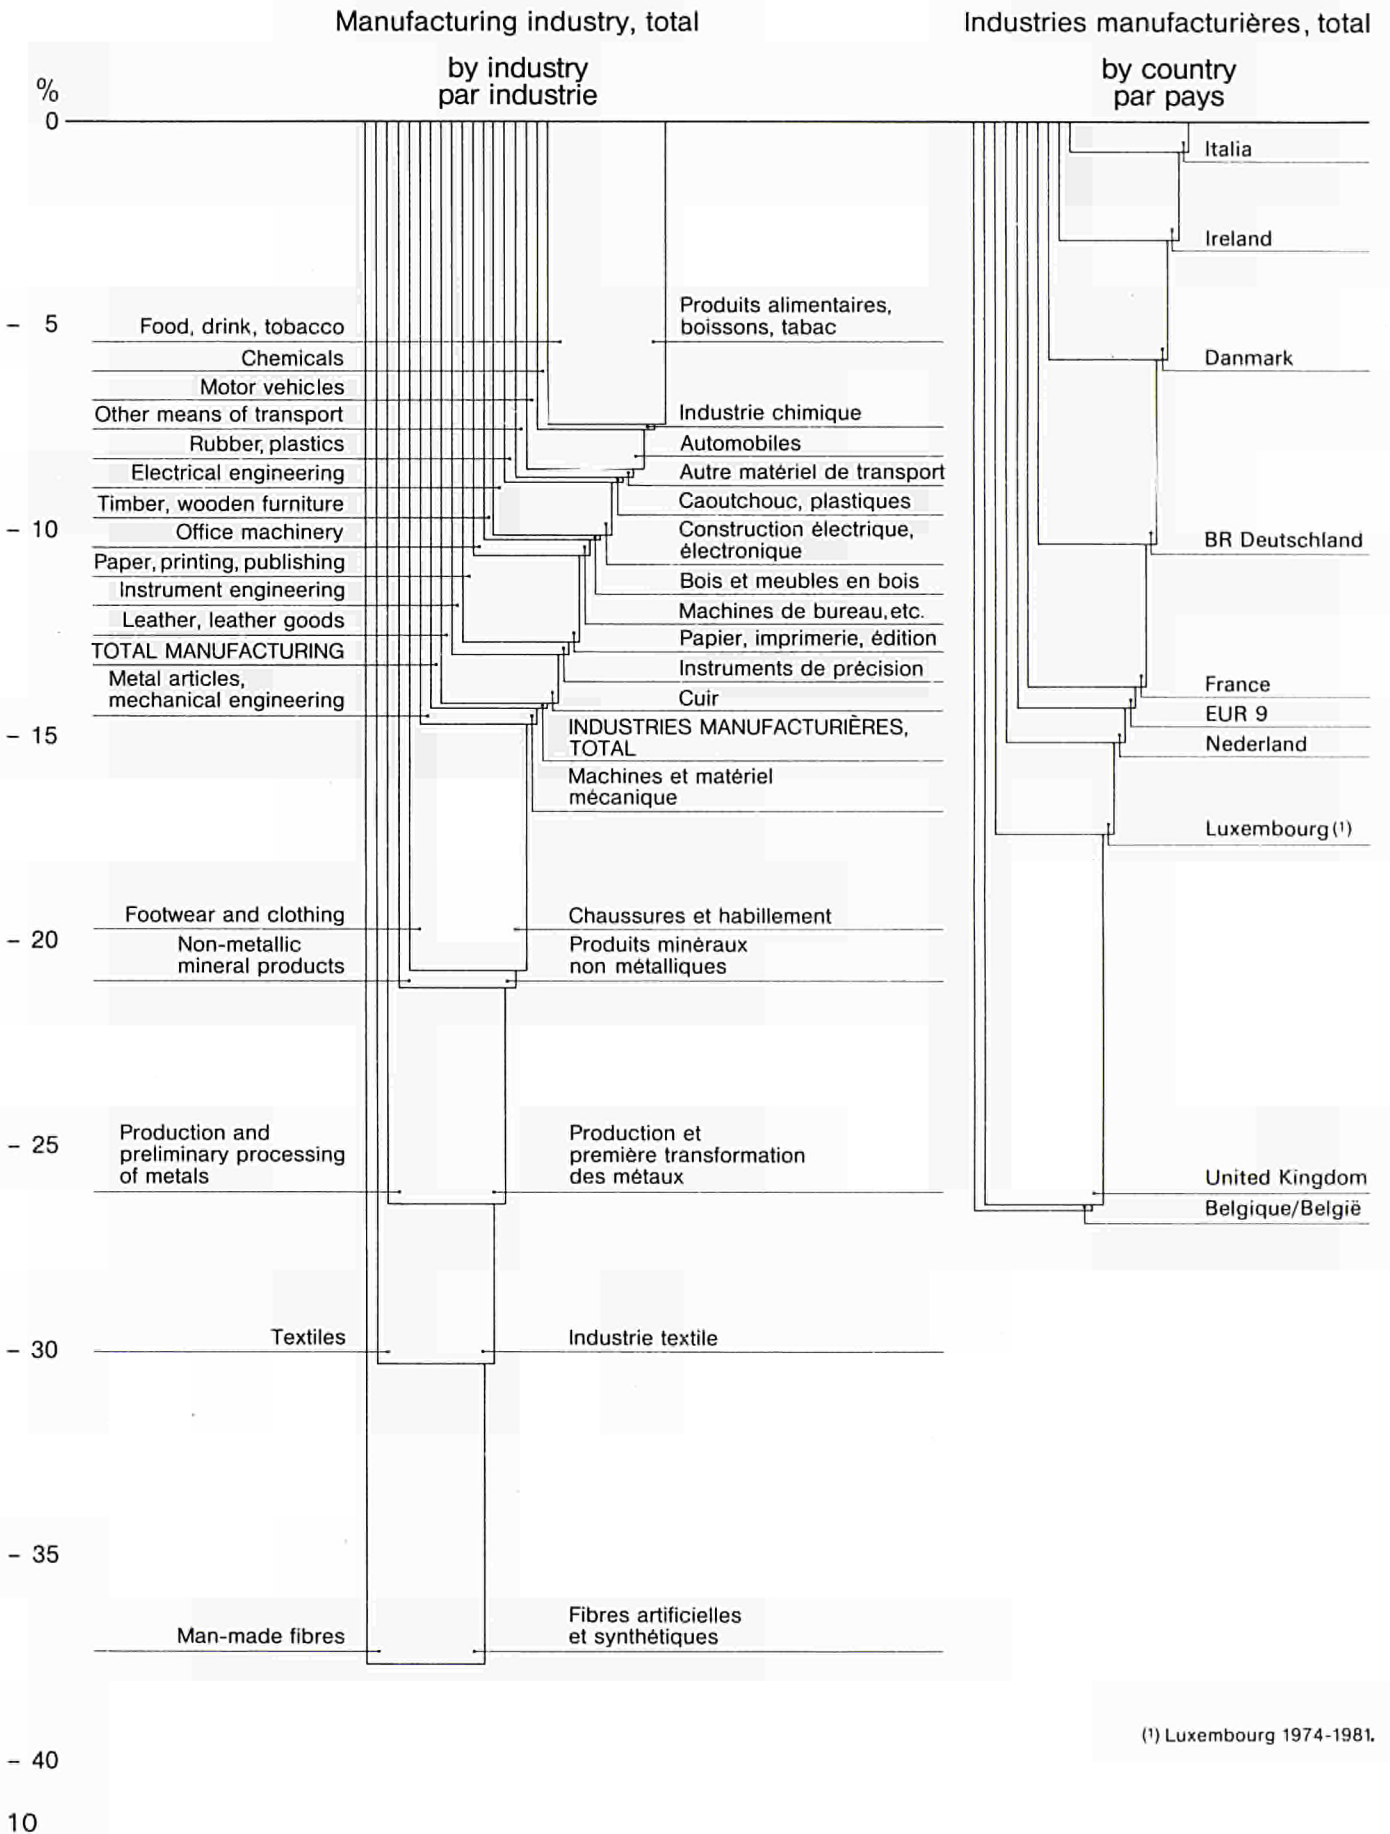 Manufacturing industry, total
Industries manufacturières, total
by industry
par industrie
by country
par pays
%
0
- 5
- 10
- 15
- 20
- 25
- 30
- 35
- 40
Food, drink, tobacco
Chemicals
Motor vehicles
Other means of transport
Rubber, plastics
Electrical engineering
Timber, wooden furniture
Office machinery
Paper, printing, publishing
Instrument engineering
Leather, leather goods
TOTAL MANUFACTURING
Metal articles,
mechanical engineering
Footwear and clothing
Non-metallic
mineral products
Production and
preliminary processing
of metals
Textiles
Man-made fibres
Produits alimentaires,
boissons, tabac
Industrie chimique
Automobiles
Autre matériel de transport
Caoutchouc, plastiques
Construction électrique,
électronique
Bois et meubles en bois
Machines de bureau, etc.
Papier, imprimerie, édition
Instruments de précision
Cuir
INDUSTRIES MANUFACTURIÈRES,
TOTAL
Machines et matériel
mécanique
Chaussures et habillement
Produits minéraux
non métalliques
Production et
première transformation
des métaux
Industrie textile
Fibres artificielles
et synthétiques
Italia
Ireland
Danmark
BR Deutschland
France
EUR 9
Nederland
Luxembourg (¹)
United Kingdom
Belgique/België
(¹) Luxembourg 1974-1981.
10